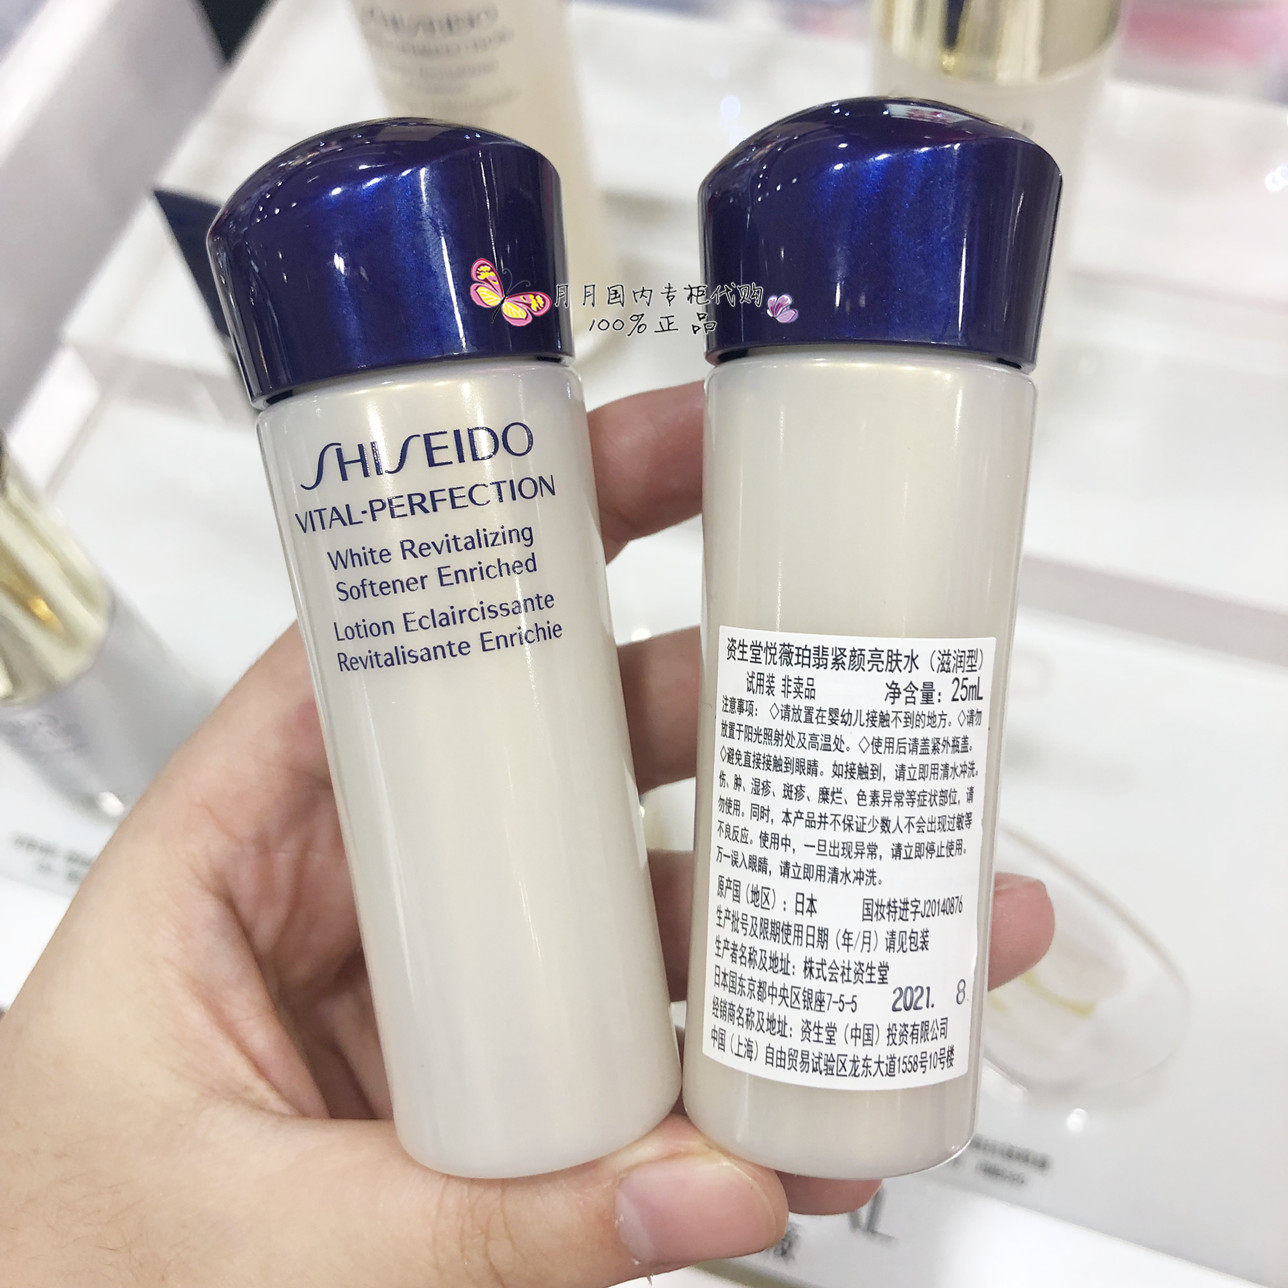 SHISEIDO
月月国内专柜代购
100%正品
SHISEIDO
VITAL-PERFECTION
White Revitalizing
Softener Enriched
Lotion Eclaircissante
Revitalisante Enrichie
资生堂悦薇珀翡紧颜亮肤水（滋润型）
试用装 非卖品 净含量：25mL
注意事项：◇请放置在婴幼儿接触不到的地方。◇请勿
放置于阳光照射处及高温处。◇使用后请盖紧外瓶盖。
◇避免直接接触到眼睛。如接触到，请立即用清水冲洗。
伤、肿、湿疹、斑疹、糜烂、色素异常等症状部位，请
勿使用。同时，本产品并不保证少数人不会出现过敏等
不良反应。使用中，一旦出现异常，请立即停止使用。
万一误入眼睛，请立即用清水冲洗。
原产国（地区）：日本 国妆特进字J20140876
生产批号及限期使用日期（年/月）请见包装
生产者名称及地址：株式会社资生堂
日本国东京都中央区银座7-5-5 2021. 8
经销商名称及地址：资生堂（中国）投资有限公司
中国（上海）自由贸易试验区龙东大道1558号10号楼